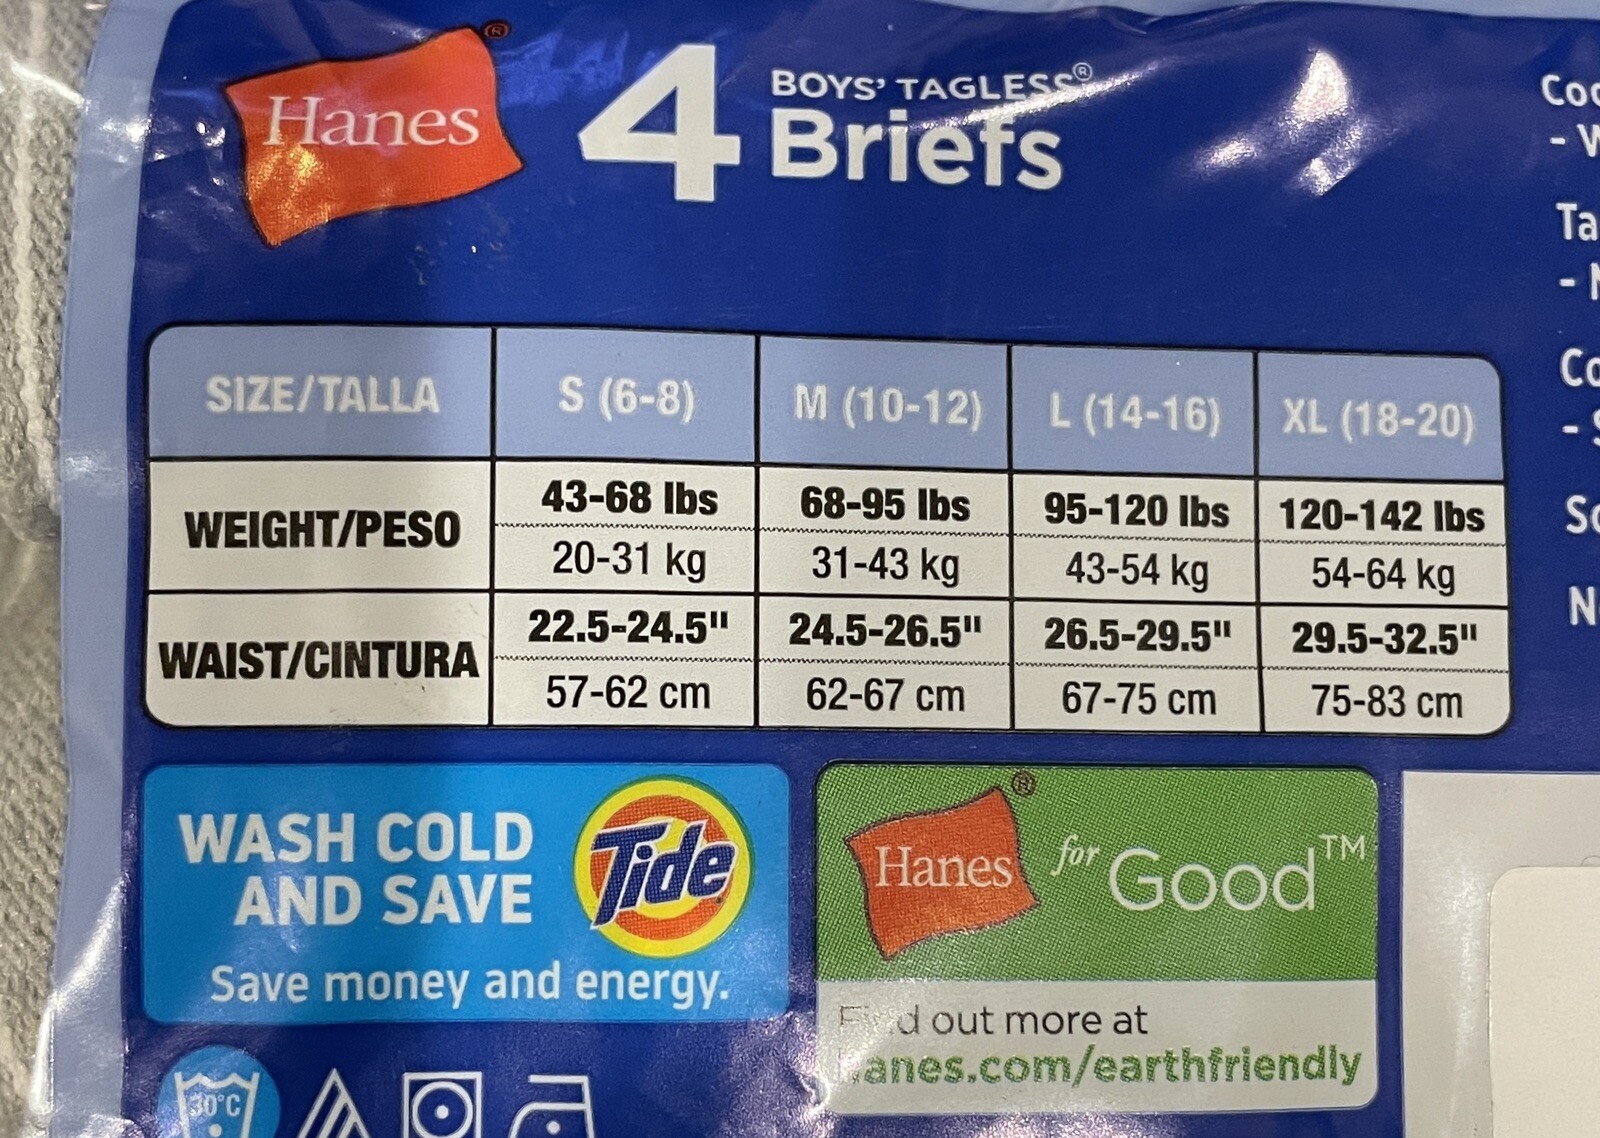 Hanes®
4
BOYS' TAGLESS®
Briefs
SIZE/TALLA S (6-8) M (10-12) L (14-16) XL (18-20)
WEIGHT/PESO 43-68 lbs 68-95 lbs 95-120 lbs 120-142 lbs
20-31 kg 31-43 kg 43-54 kg 54-64 kg
WAIST/CINTURA 22.5-24.5" 24.5-26.5" 26.5-29.5" 29.5-32.5"
57-62 cm 62-67 cm 67-75 cm 75-83 cm
WASH COLD
AND SAVE
Tide
Save money and energy.
Hanes® for Good™
Find out more at
hanes.com/earthfriendly
30°C